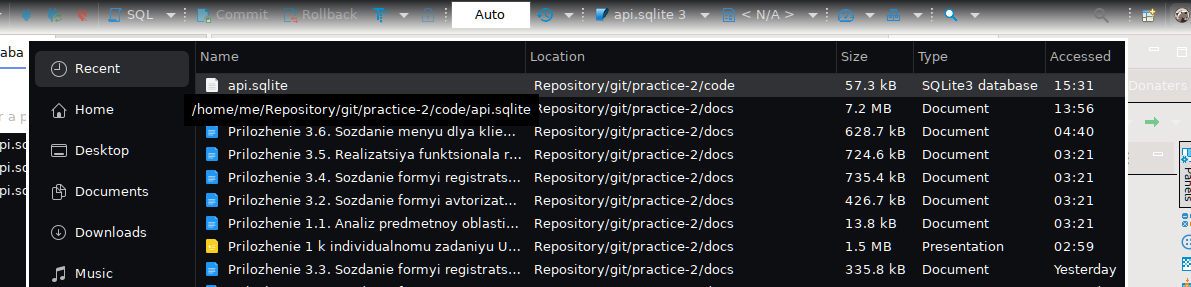 SQL Commit Rollback Auto api.sqlite 3 < N/A >
Name Location Size Type Accessed
Recent
Home
Desktop
Documents
Downloads
Music
api.sqlite Repository/git/practice-2/code 57.3 kB SQLite3 database 15:31
/home/me/Repository/git/practice-2/code/api.sqlite
Repository/git/practice-2/docs 7.2 MB Document 13:56
Prilozhenie 3.6. Sozdanie menyu dlya klie... Repository/git/practice-2/docs 628.7 kB Document 04:40
Prilozhenie 3.5. Realizatsiya funktsionala r... Repository/git/practice-2/docs 724.6 kB Document 03:21
Prilozhenie 3.4. Sozdanie formyi registrats... Repository/git/practice-2/docs 735.4 kB Document 03:21
Prilozhenie 3.2. Sozdanie formyi avtorizat... Repository/git/practice-2/docs 426.7 kB Document 03:21
Prilozhenie 1.1. Analiz predmetnoy oblasti... Repository/git/practice-2/docs 13.8 kB Document 03:21
Prilozhenie 1 k individualnomu zadaniyu U... Repository/git/practice-2/docs 1.5 MB Presentation 02:59
Prilozhenie 3.3. Sozdanie formyi registrats... Repository/git/practice-2/docs 335.8 kB Document Yesterday
aba
r a p
pi.sq
pi.sq
pi.sq
Donaters
Panels